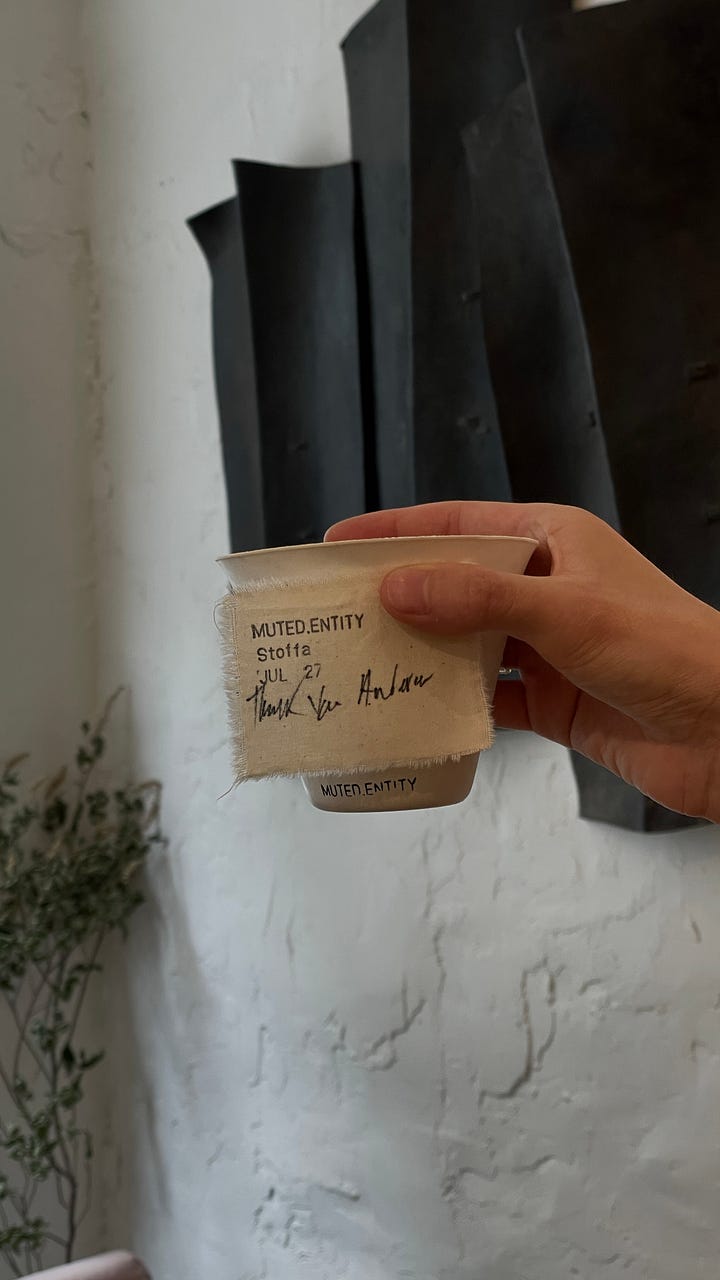 MUTED.ENTITY
Stoffa
JUL 27
Thank You Andrew
MUTED.ENTITY